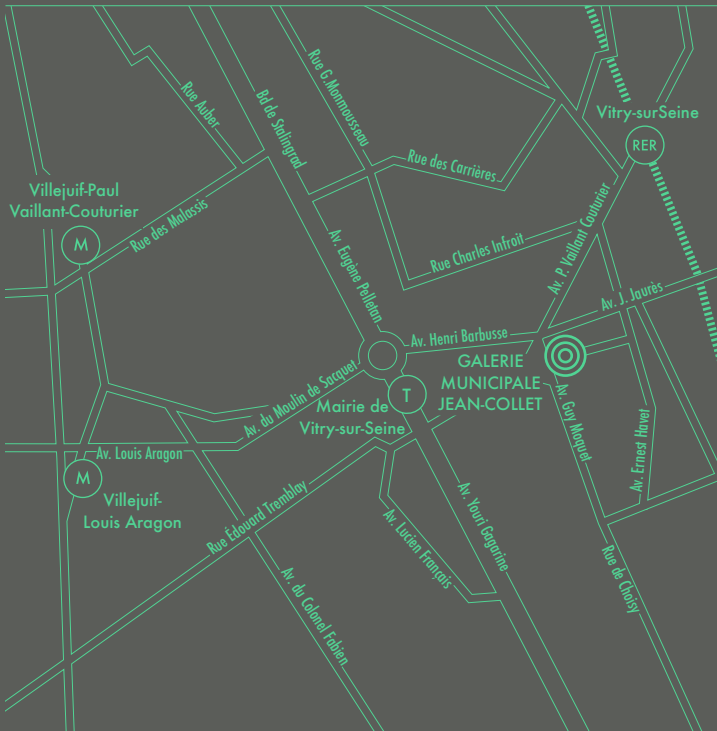 Rue Auber
Bd de Stalingrad
Rue G.Monmousseau
Vitry-surSeine
RER
Rue des Carrières
Villejuif-Paul
Vaillant-Couturier
M
Rue des Malassis
Av. Eugène Pelletan
Rue Charles Infroit
Av. P. Vaillant Couturier
Av. J. Jaurès
Av. Henri Barbusse
GALERIE
MUNICIPALE
JEAN-COLLET
Av. du Moulin de Sacquet
T
Mairie de
Vitry-sur-Seine
Av. Guy Moquet
Av. Ernest Havet
Av. Louis Aragon
M
Villejuif-
Louis Aragon
Rue Édouard Tremblay
Av. Lucien Français
Av. Youri Gagarine
Av. du Colonel Fabien
Rue de Choisy